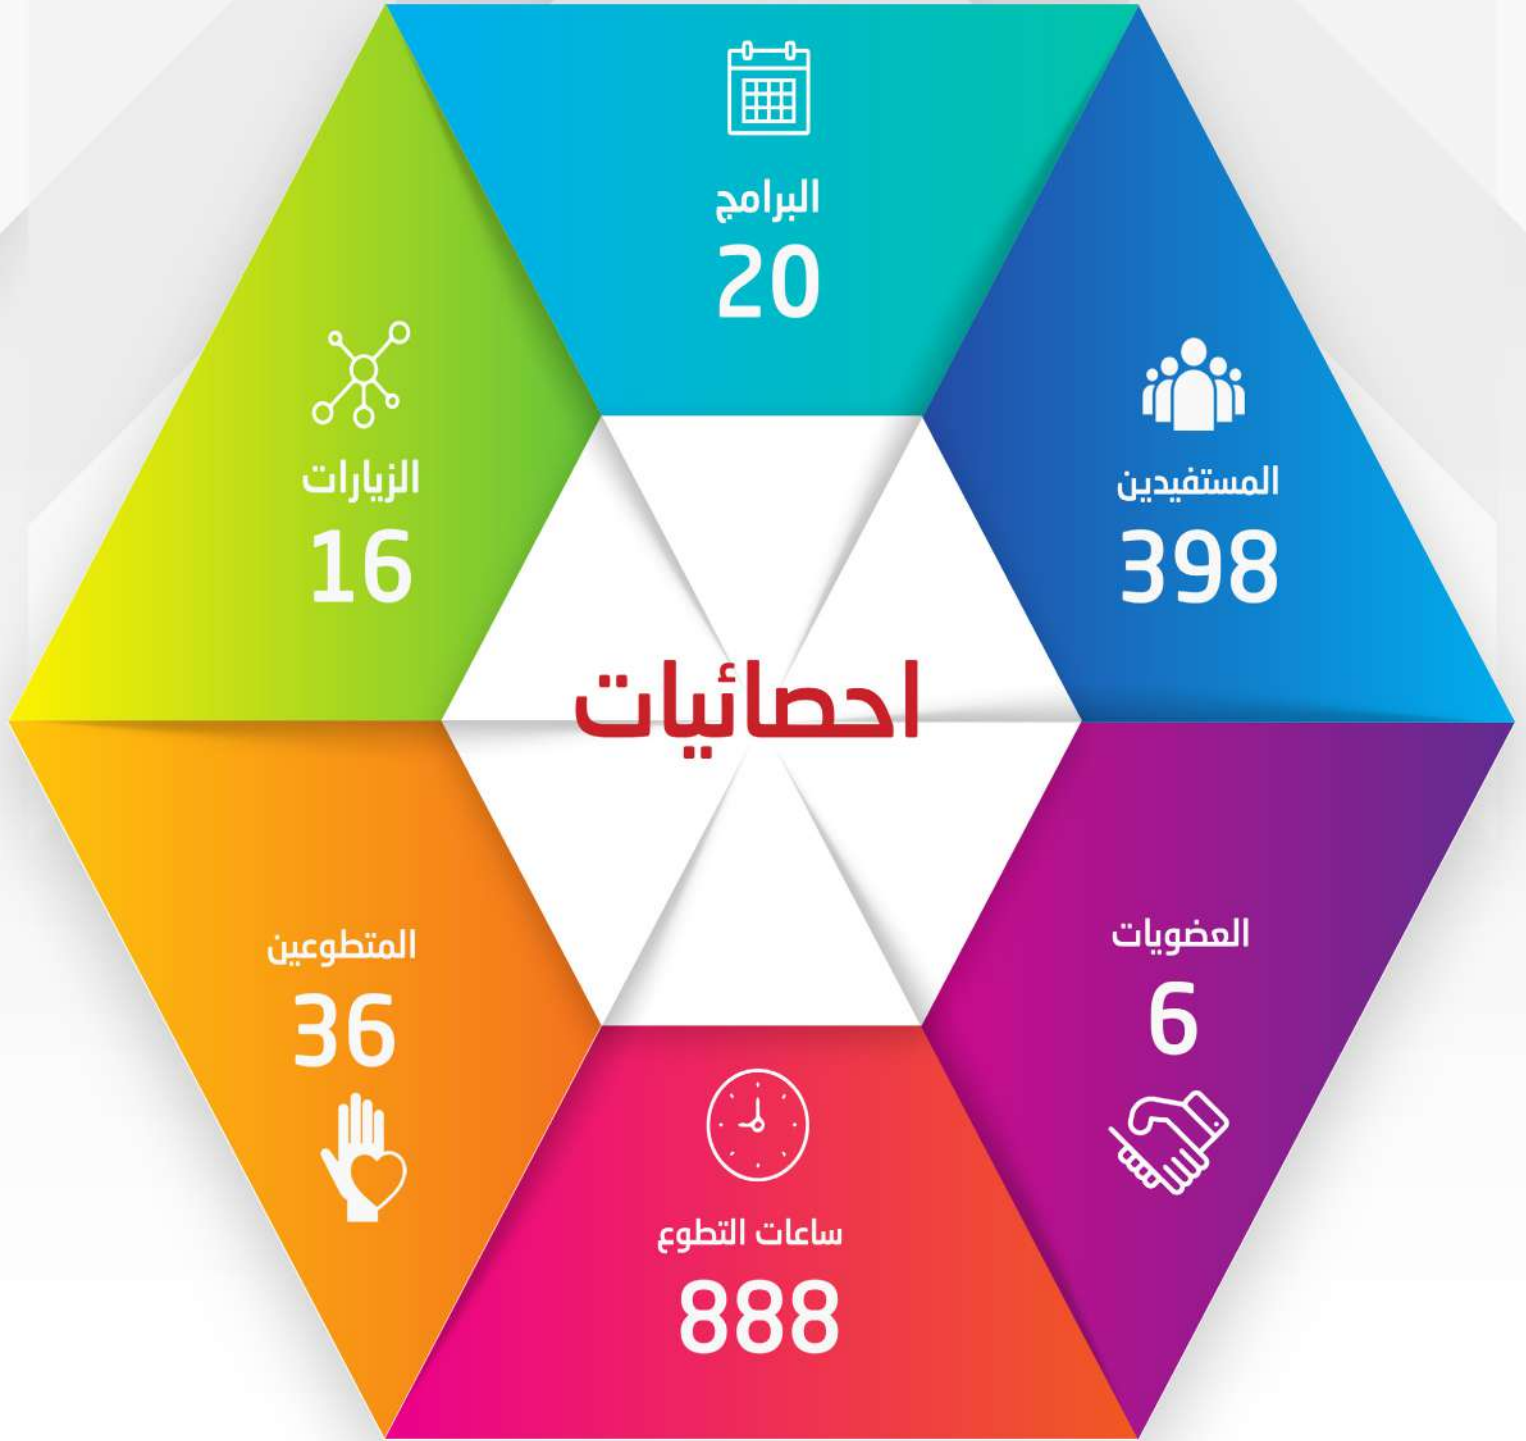 البرامج
20
المستفيدين
398
الزيارات
16
احصائيات
العضويات
6
المتطوعين
36
ساعات التطوع
888